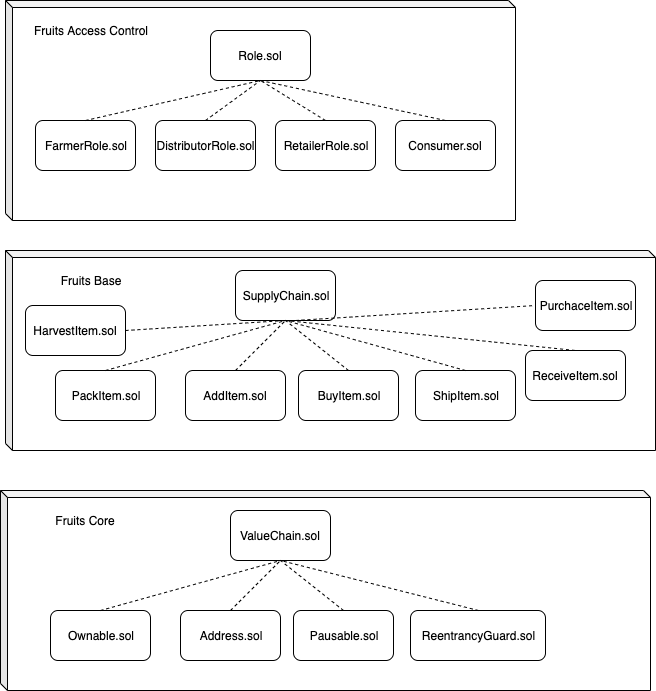 Fruits Access Control
Role.sol
FarmerRole.sol
DistributorRole.sol
RetailerRole.sol
Consumer.sol
Fruits Base
SupplyChain.sol
PurchaceItem.sol
HarvestItem.sol
ReceiveItem.sol
PackItem.sol
AddItem.sol
BuyItem.sol
ShipItem.sol
Fruits Core
ValueChain.sol
Ownable.sol
Address.sol
Pausable.sol
ReentrancyGuard.sol